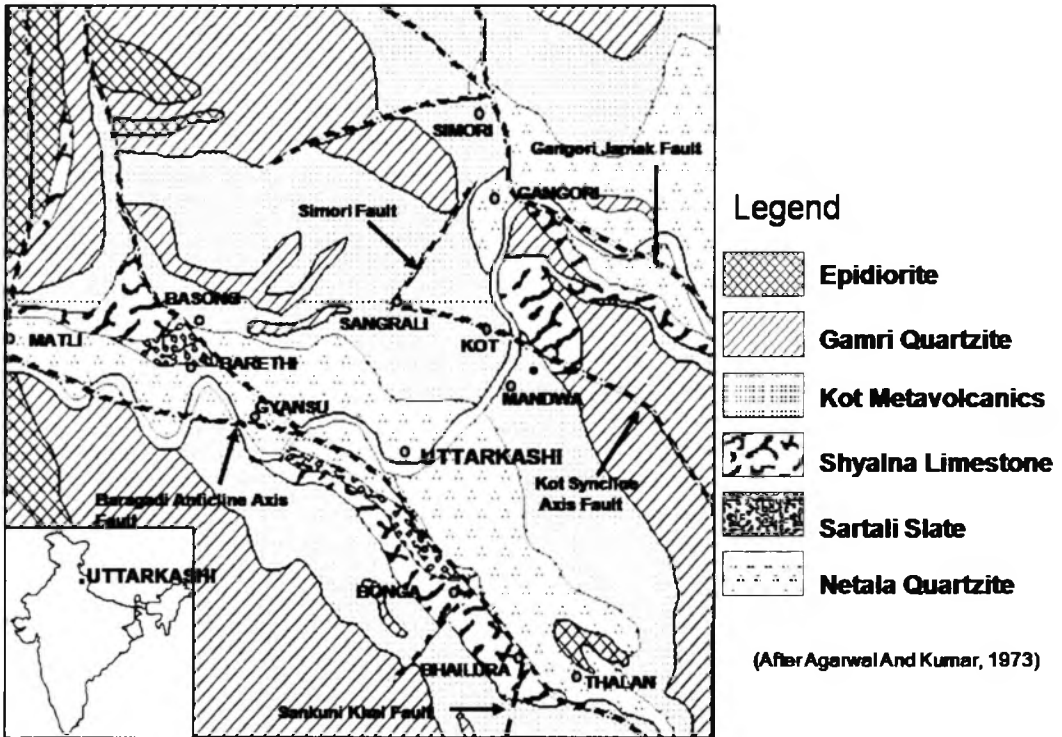 SIMORI
Gangori Jamak Fault
GANGORI
Simori Fault
BASONG
SANGRALI
MATLI
KOT
BARETHI
MANDWA
GYANSU
UTTARKASHI
Baragadi Anticline Axis
Fault
Kot Syncline
Axis Fault
UTTARKASHI
BONGA
BHAILURA
THALAN
Sankuni Khal Fault
Legend
Epidiorite
Gamri Quartzite
Kot Metavolcanics
Shyalna Limestone
Sartali Slate
Netala Quartzite
(After Agarwal And Kumar, 1973)